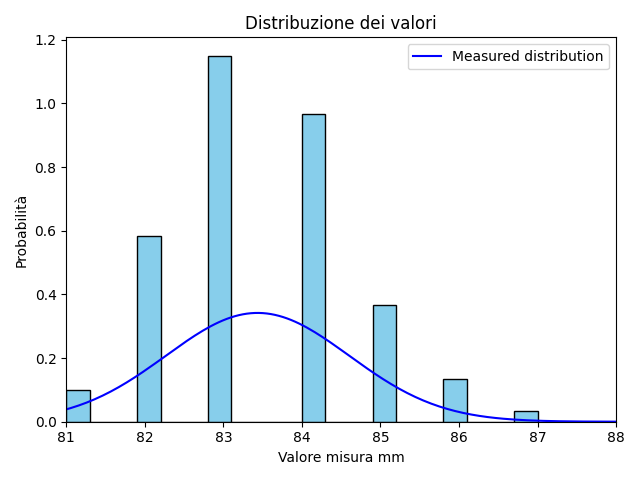 Distribuzione dei valori
Measured distribution
1.2
1.0
0.8
0.6
0.4
0.2
0.0
Probabilità
81 82 83 84 85 86 87 88
Valore misura mm